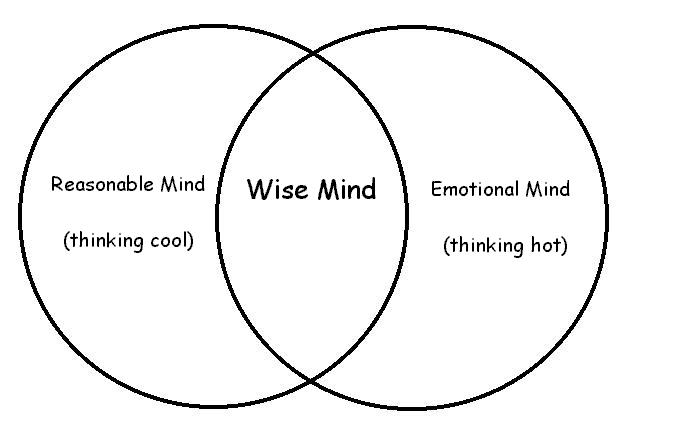 Reasonable Mind
(thinking cool)
Wise Mind
Emotional Mind
(thinking hot)